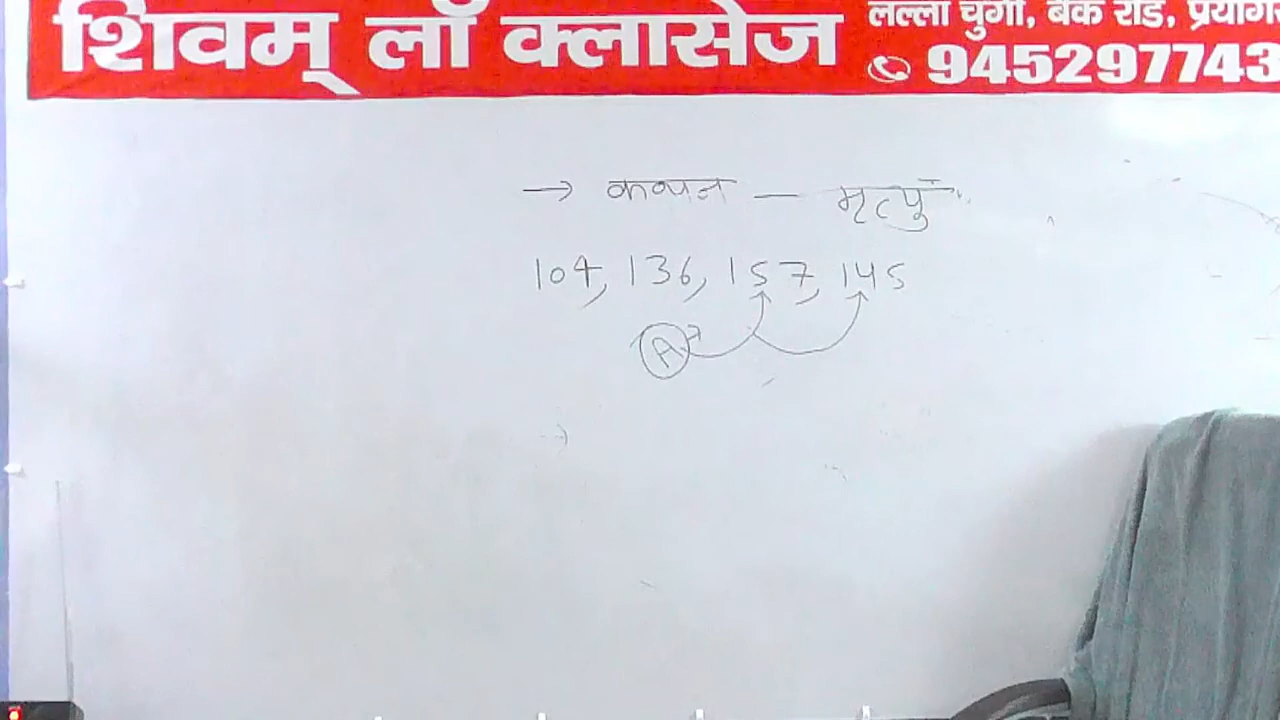 शिवम् लॉ क्लासेज
लल्ला चुंगी, बैंक रोड, प्रयाग
945297743
→ कथन — मृत्यु
104, 136, 157, 145
A